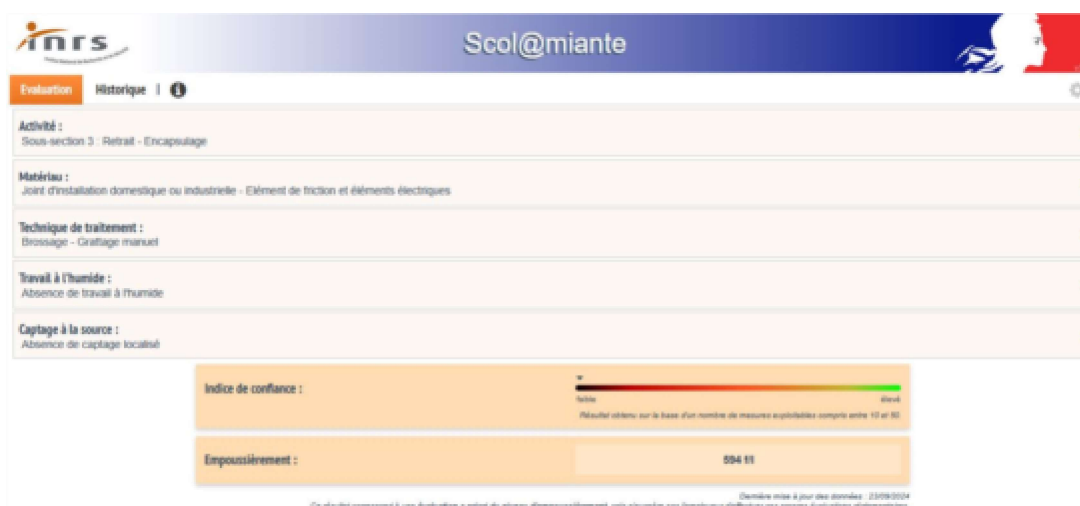 inrs
Scol@miante
Evaluation Historique | i
Activité :
Sous-section 3 : Retrait - Encapsulage
Matériau :
Joint d'installation domestique ou industrielle - Elément de friction et éléments électriques
Technique de traitement :
Brossage - Grattage manuel
Travail à l'humide :
Absence de travail à l'humide
Captage à la source :
Absence de captage localisé
Indice de confiance :
faible élevé
Résultat obtenu sur la base d'un nombre de mesures exploitables compris entre 10 et 50.
Empoussièrement :
594 f/l
Dernière mise à jour des données : 23/09/2024